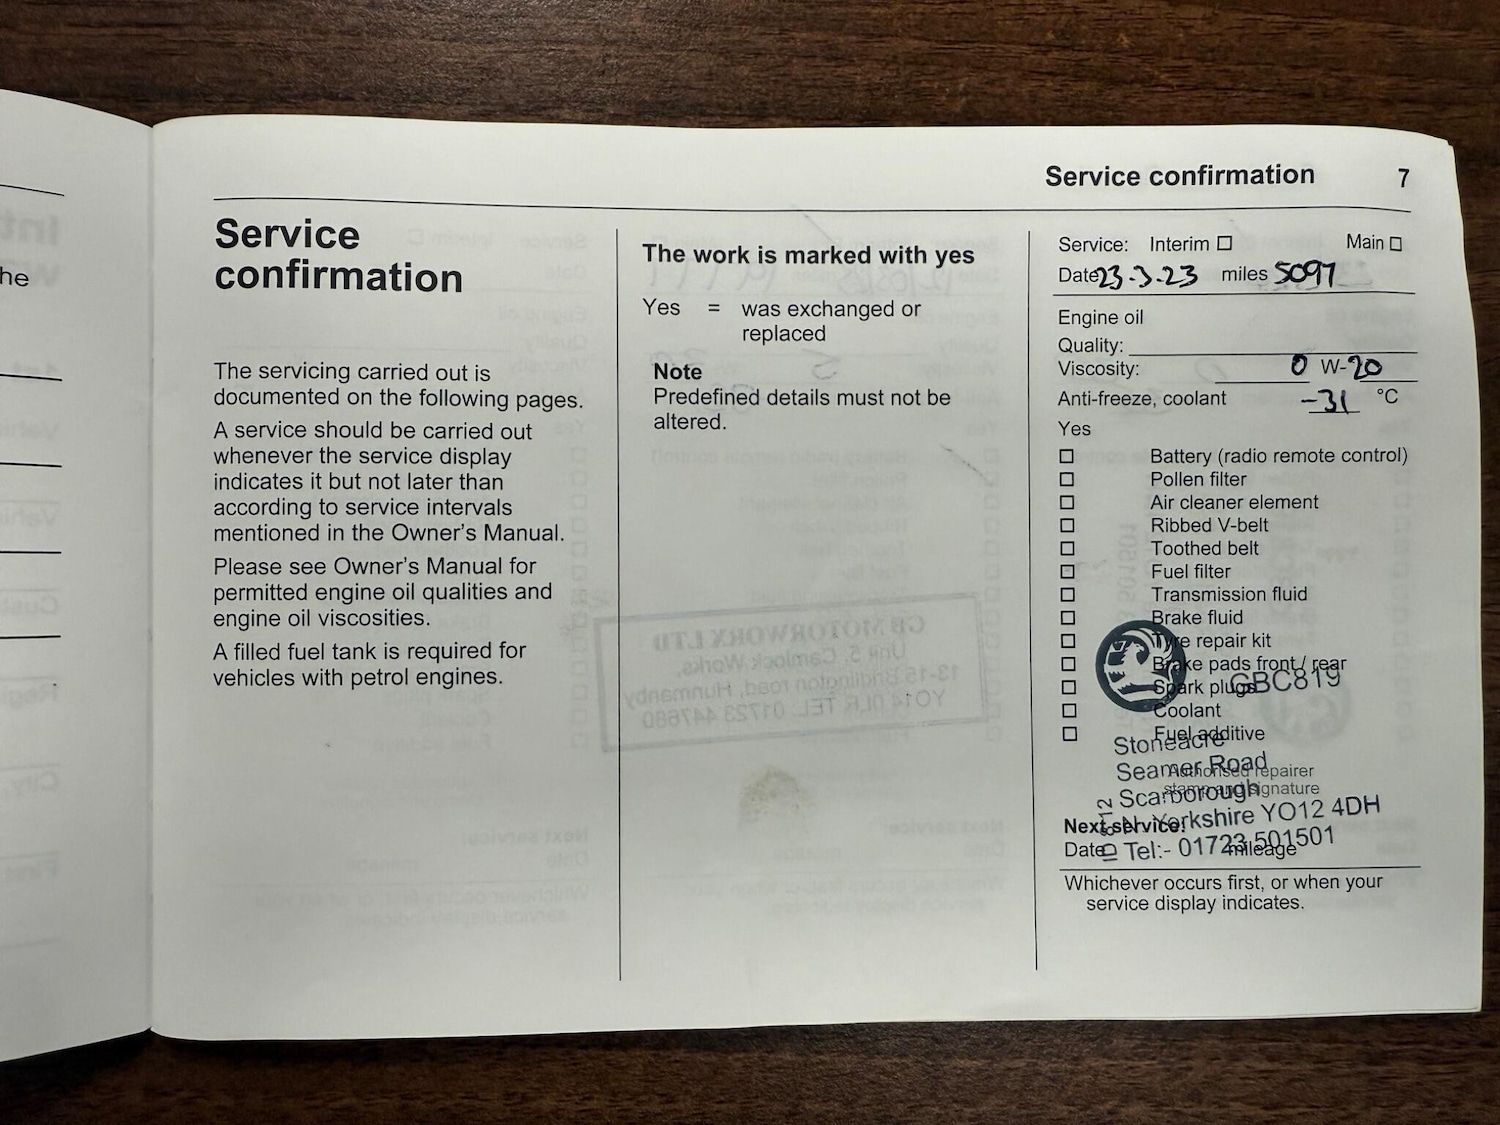 he
Service confirmation 7
Service
confirmation
The servicing carried out is
documented on the following pages.
A service should be carried out
whenever the service display
indicates it but not later than
according to service intervals
mentioned in the Owner's Manual.
Please see Owner's Manual for
permitted engine oil qualities and
engine oil viscosities.
A filled fuel tank is required for
vehicles with petrol engines.
The work is marked with yes
Yes = was exchanged or
replaced
Note
Predefined details must not be
altered.
Service: Interim ☐ Main ☐
Date 23-3-23 miles 5097
Engine oil
Quality:
Viscosity: 0 W-20
Anti-freeze, coolant -31 °C
Yes
☐ Battery (radio remote control)
☐ Pollen filter
☐ Air cleaner element
☐ Ribbed V-belt
☐ Toothed belt
☐ Fuel filter
☐ Transmission fluid
☐ Brake fluid
☐ Tyre repair kit
☐ Brake pads front / rear
☐ Spark plugs
☐ Coolant
☐ Fuel additive
GBC819
Stoneacre
Seamer Road
Scarborough
N. Yorkshire YO12 4DH
Tel:- 01723 501501
Authorised repairer
stamp and signature
Next service:
Date mileage
Whichever occurs first, or when your
service display indicates.